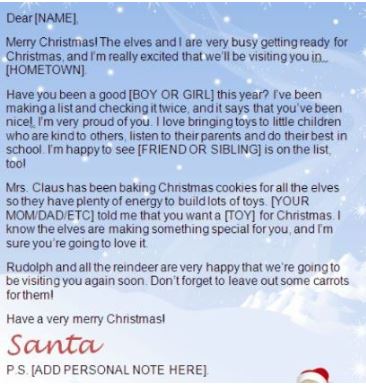 Dear [NAME],
Merry Christmas! The elves and I are very busy getting ready for
Christmas, and I'm really excited that we'll be visiting you in
[HOMETOWN].
Have you been a good [BOY OR GIRL] this year? I've been
making a list and checking it twice, and it says that you've been
nice!  I'm very proud of you. I love bringing toys to little children
who are kind to others, listen to their parents and do their best in
school. I'm happy to see [FRIEND OR SIBLING] is on the list,
too!
Mrs. Claus has been baking Christmas cookies for all the elves
so they have plenty of energy to build lots of toys. [YOUR
MOM/DAD/ETC] told me that you want a [TOY] for Christmas. I
know the elves are making something special for you, and I'm
sure you're going to love it.
Rudolph and all the reindeer are very happy that we're going to
be visiting you again soon. Don't forget to leave out some carrots
for them!
Have a very merry Christmas!
Santa
P.S. [ADD PERSONAL NOTE HERE].